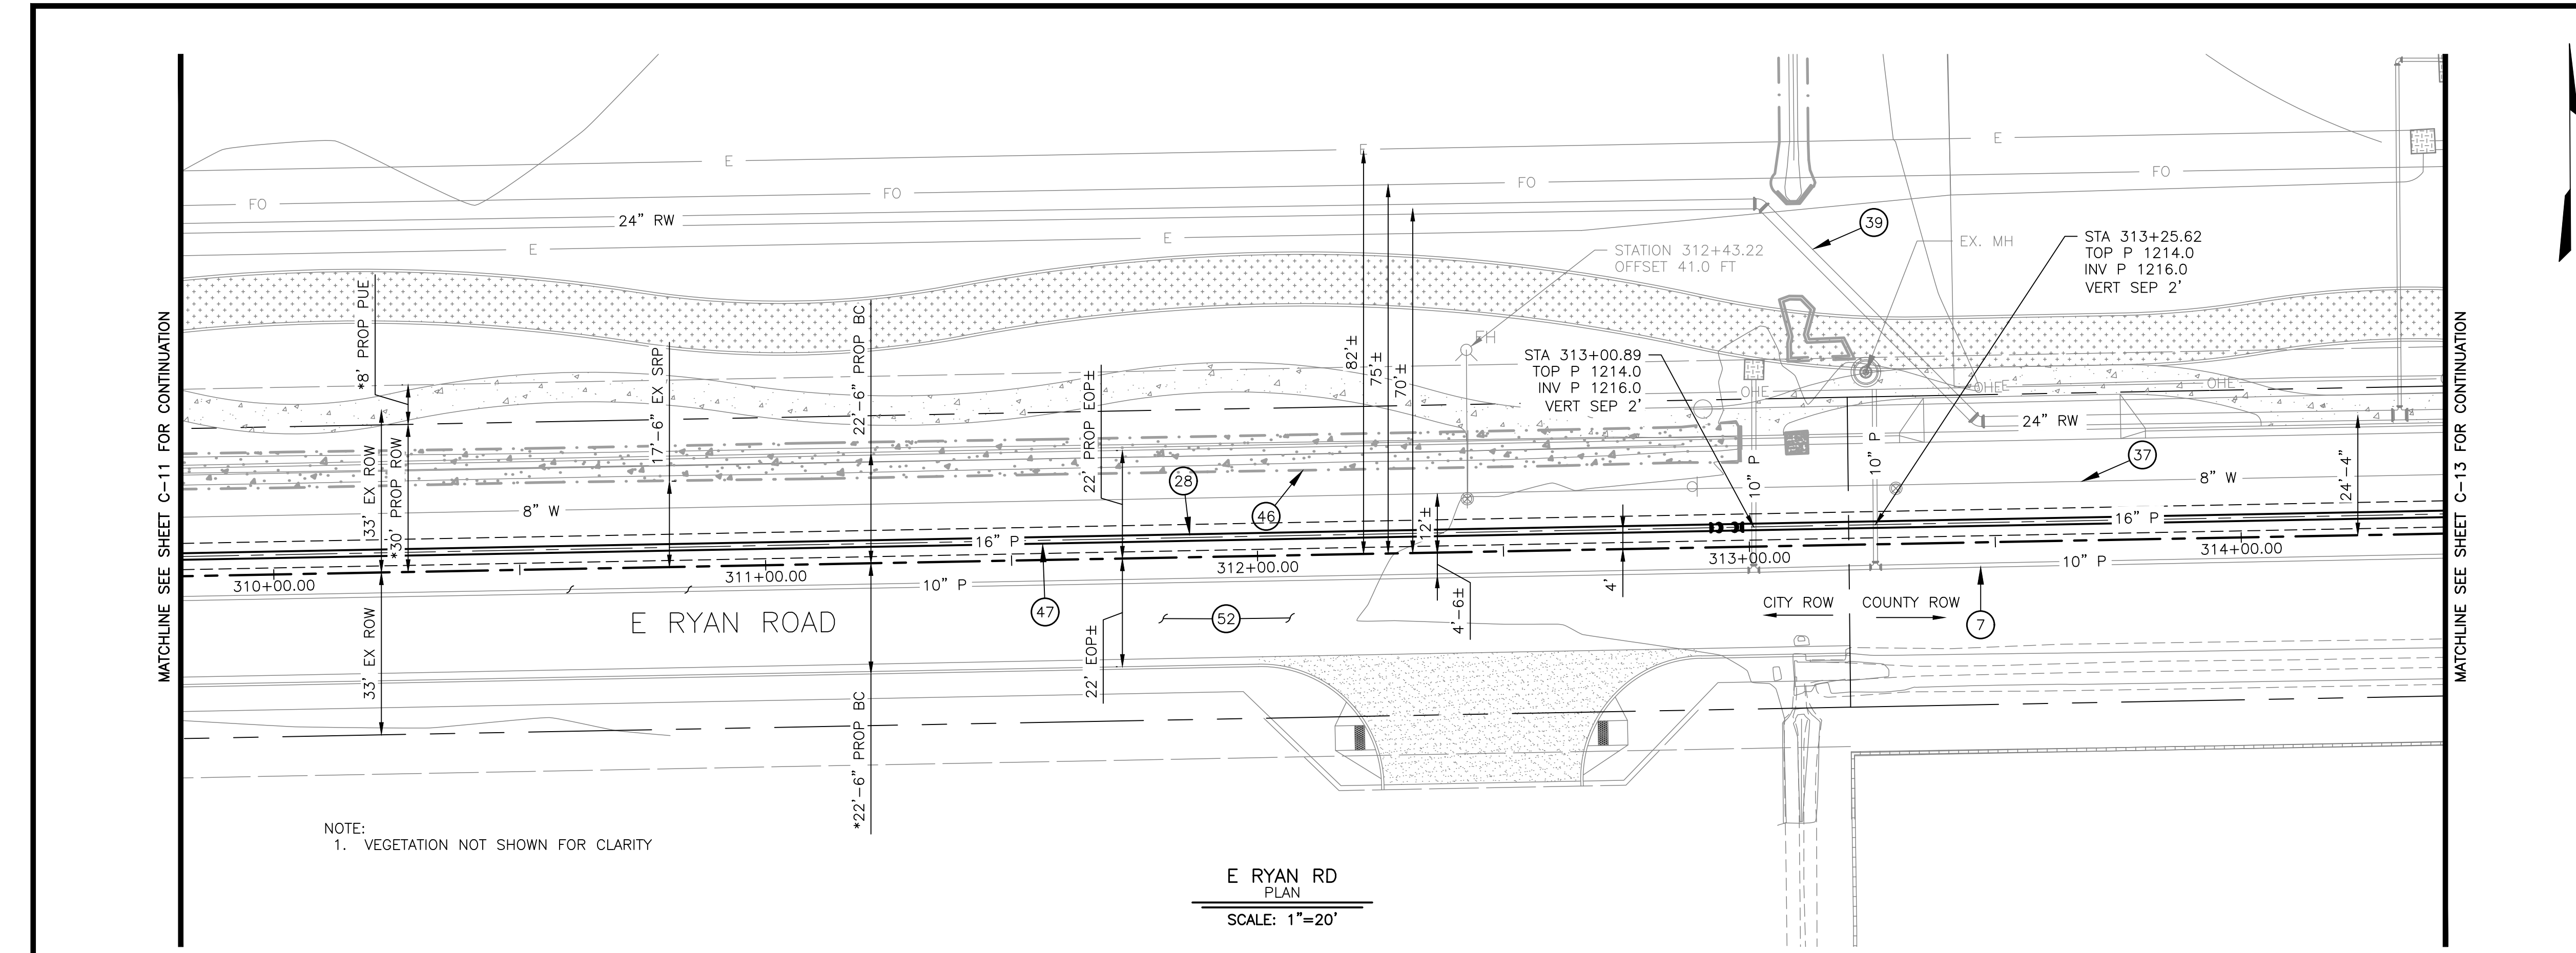 MATCHLINE SEE SHEET C-11 FOR CONTINUATION
E
E
E
FO
FO
FO
FO
24" RW
39
E
E
STATION 312+43.22
OFFSET 41.0 FT
EX. MH
STA 313+25.62
TOP P 1214.0
INV P 1216.0
VERT SEP 2'
*8' PROP PUE
33' EX ROW
*30' PROP ROW
17'-6" EX SRP
22'-6" PROP BC
22' PROP EOP±
82'±
75'±
70'±
FH
STA 313+00.89
TOP P 1214.0
INV P 1216.0
VERT SEP 2'
OHE
OHEE
OHE
24" RW
10" P
10" P
37
24'-4"
28
46
8" W
8" W
12'±
16" P
16" P
310+00.00
311+00.00
312+00.00
313+00.00
314+00.00
10" P
10" P
47
52
4'-6±
4'
CITY ROW
COUNTY ROW
7
E RYAN ROAD
33' EX ROW
22' EOP±
*22'-6" PROP BC
MATCHLINE SEE SHEET C-13 FOR CONTINUATION
NOTE:
1. VEGETATION NOT SHOWN FOR CLARITY
E RYAN RD
PLAN
SCALE: 1"=20'